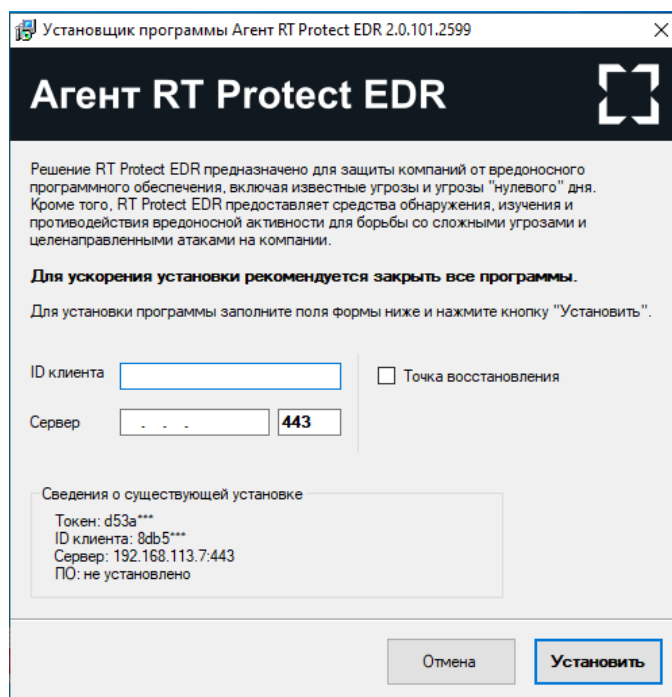 Установщик программы Агент RT Protect EDR 2.0.101.2599
Агент RT Protect EDR
Решение RT Protect EDR предназначено для защиты компаний от вредоносного
программного обеспечения, включая известные угрозы и угрозы "нулевого" дня.
Кроме того, RT Protect EDR предоставляет средства обнаружения, изучения и
противодействия вредоносной активности для борьбы со сложными угрозами и
целенаправленными атаками на компании.
Для ускорения установки рекомендуется закрыть все программы.
Для установки программы заполните поля формы ниже и нажмите кнопку "Установить".
ID клиента
Точка восстановления
Сервер . . . 443
Сведения о существующей установке
Токен: d53a***
ID клиента: 8db5***
Сервер: 192.168.113.7:443
ПО: не установлено
Отмена
Установить